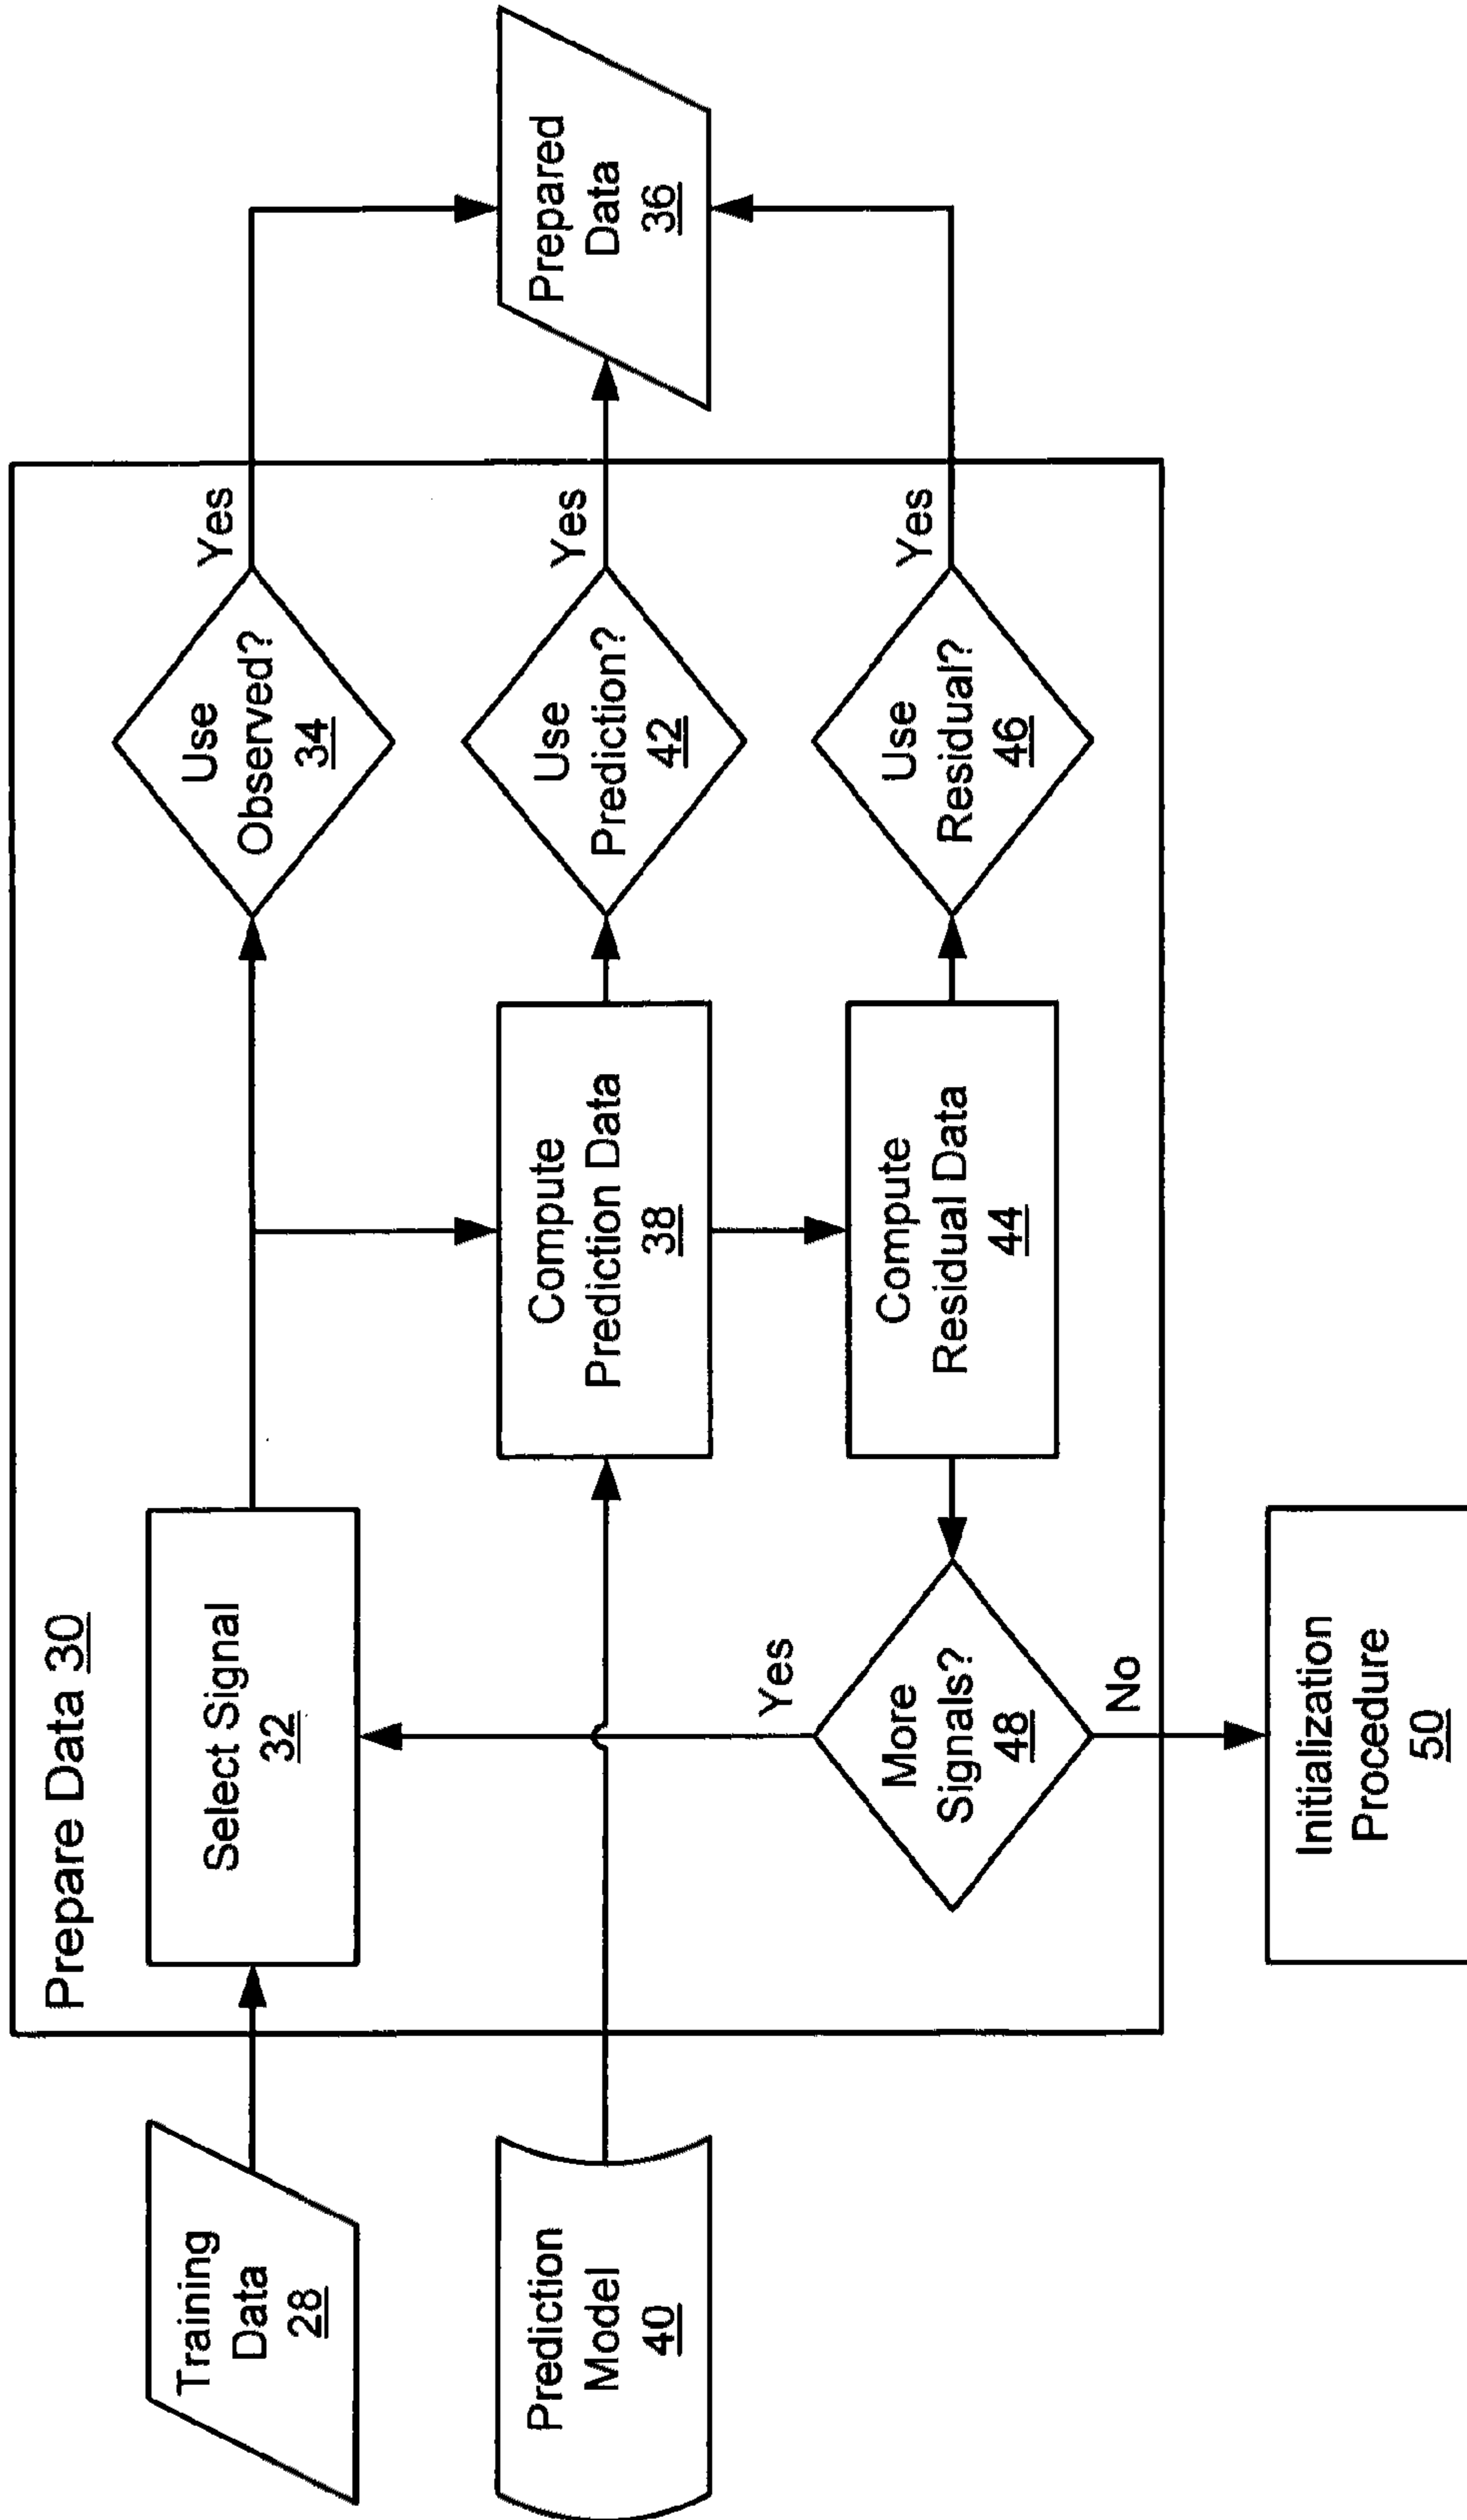 Prepare Data 30
Training
Data
28
Select Signal
32
Use
Observed?
34
Yes
Prediction
Model
40
Compute
Prediction Data
38
Use
Prediction?
42
Yes
Prepared
Data
36
Yes
More
Signals?
48
No
Compute
Residual Data
44
Use
Residual?
46
Yes
Initialization
Procedure
50